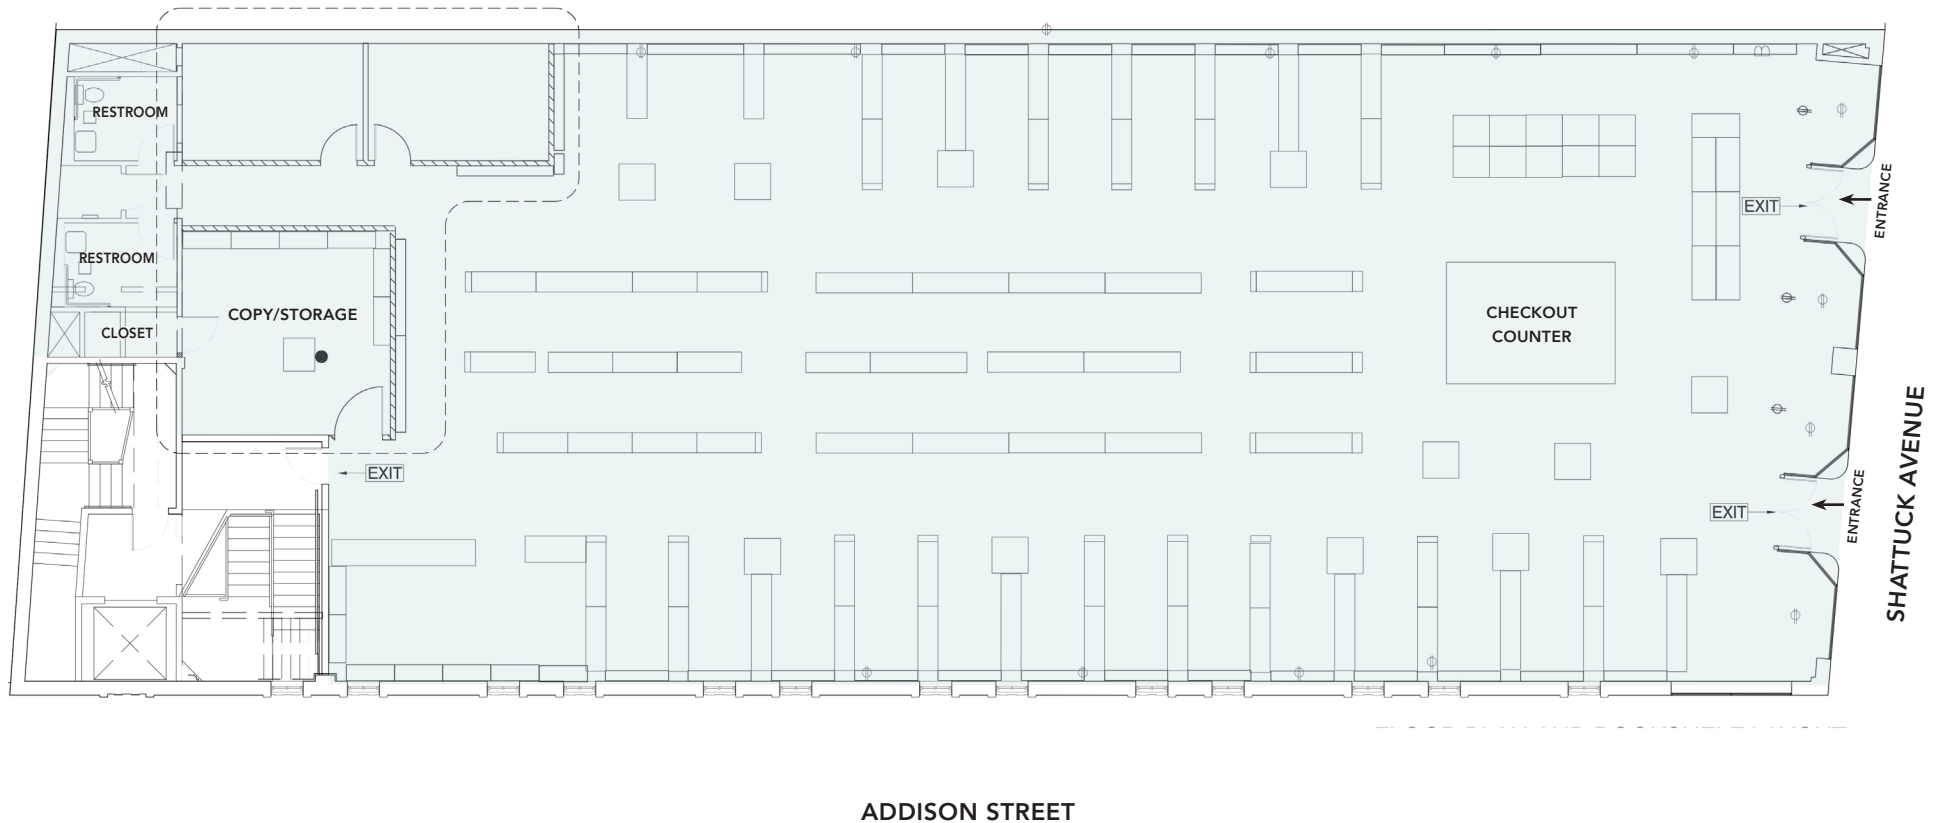 RESTROOM
EXIT
ENTRANCE
RESTROOM
COPY/STORAGE
CHECKOUT
COUNTER
CLOSET
EXIT
EXIT
ENTRANCE
SHATTUCK AVENUE
ADDISON STREET